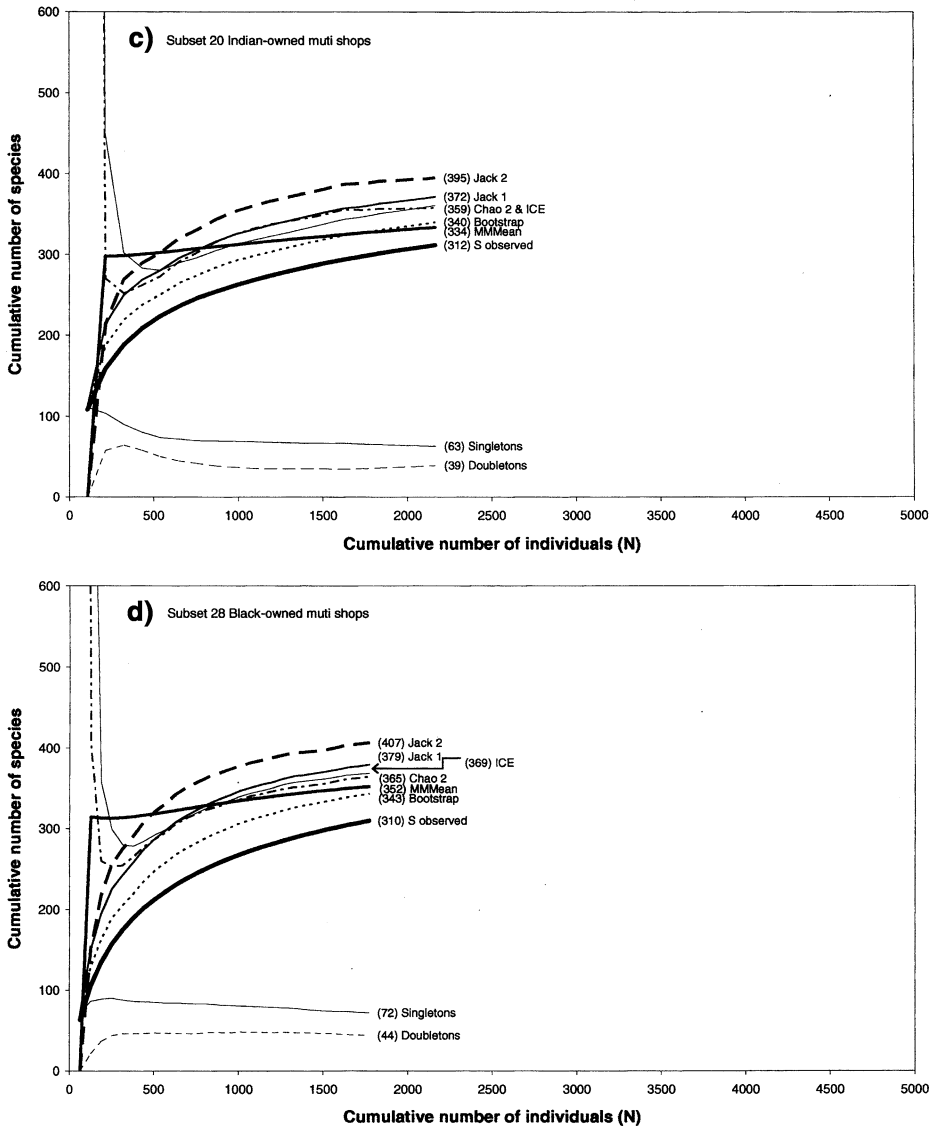 c) Subset 20 Indian-owned muti shops
600
500
400
300
200
100
0
Cumulative number of species
(395) Jack 2
(372) Jack 1
(359) Chao 2 & ICE
(340) Bootstrap
(334) MMMean
(312) S observed
(63) Singletons
(39) Doubletons
0 500 1000 1500 2000 2500 3000 3500 4000 4500 5000
Cumulative number of individuals (N)
d) Subset 28 Black-owned muti shops
600
500
400
300
200
100
0
Cumulative number of species
(407) Jack 2
(379) Jack 1
(369) ICE
(365) Chao 2
(352) MMMean
(343) Bootstrap
(310) S observed
(72) Singletons
(44) Doubletons
0 500 1000 1500 2000 2500 3000 3500 4000 4500 5000
Cumulative number of individuals (N)